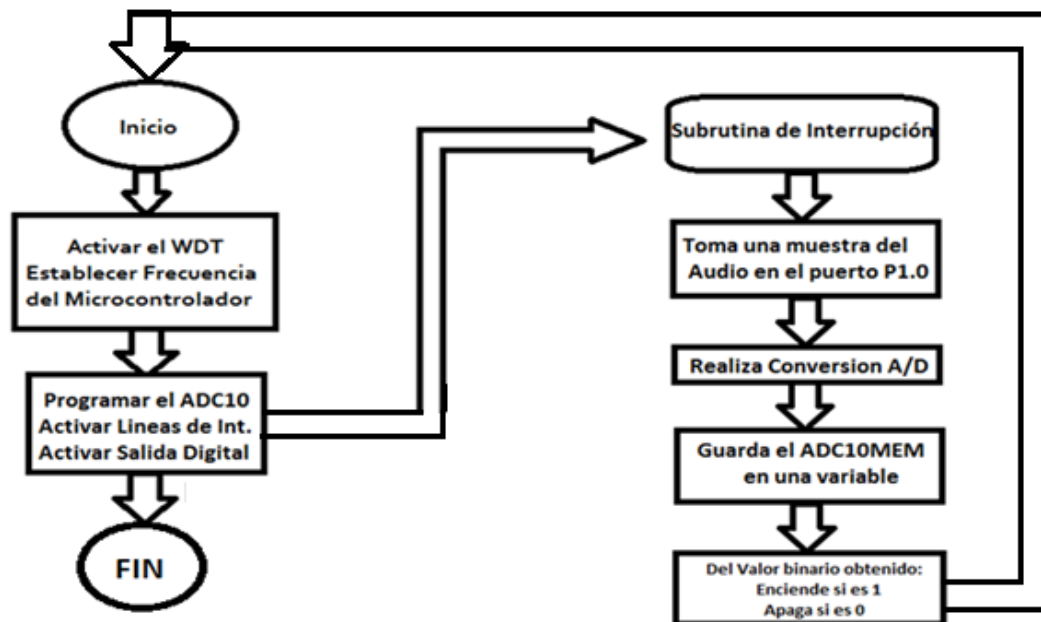 Inicio
Activar el WDT
Establecer Frecuencia
del Microcontrolador
Programar el ADC10
Activar Lineas de Int.
Activar Salida Digital
FIN
Subrutina de Interrupción
Toma una muestra del
Audio en el puerto P1.0
Realiza Conversion A/D
Guarda el ADC10MEM
en una variable
Del Valor binario obtenido:
Enciende si es 1
Apaga si es 0